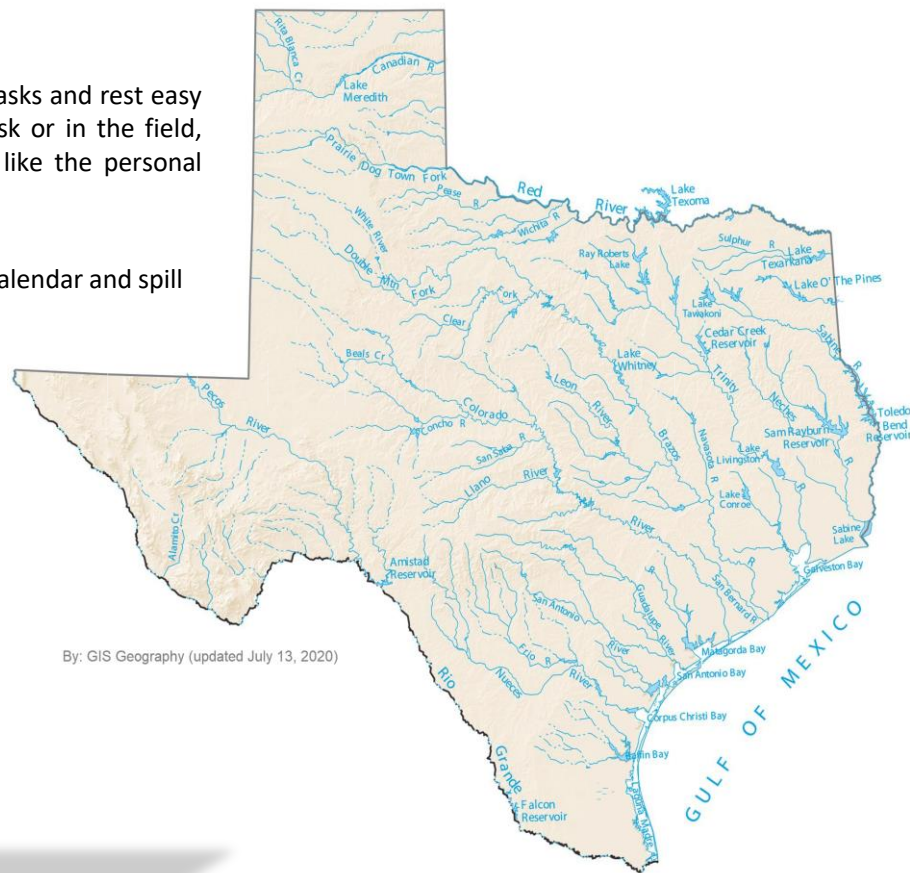 asks and rest easy
sk or in the field,
like the personal
alendar and spill
Rita Blanca Cr
Canadian R
Lake
Meredith
Prairie Dog Town Fork
Red
River
Lake
Texoma
Pease R
Wichita R
White River
Double Mtn
Fork
Ray Roberts
Lake
Sulphur R
Lake
Texarkana
Lake O' The Pines
Lake
Tawakoni
Clear
Fork
Cedar Creek
Reservoir
Sabine
R
Beals Cr
Lake
Whitney
Trinity
Leon
River
Neches
R
Toledo
Bend
Reservoir
Sam Rayburn
Reservoir
Pecos
River
Colorado
Concho R
Brazos
Navasota
R
Lake
Livingston
San Saba R
Llano River
River
Lake
Conroe
Alamito Cr
Sabine
Lake
Amistad
Reservoir
Galveston Bay
San Bernard R
R
Guadalupe
River
San Antonio
River
Matagorda Bay
San Antonio Bay
Frio R
Nueces
River
Corpus Christi Bay
Baffin Bay
Rio
Grande
Falcon
Reservoir
Laguna Madre
GULF OF MEXICO
By: GIS Geography (updated July 13, 2020)